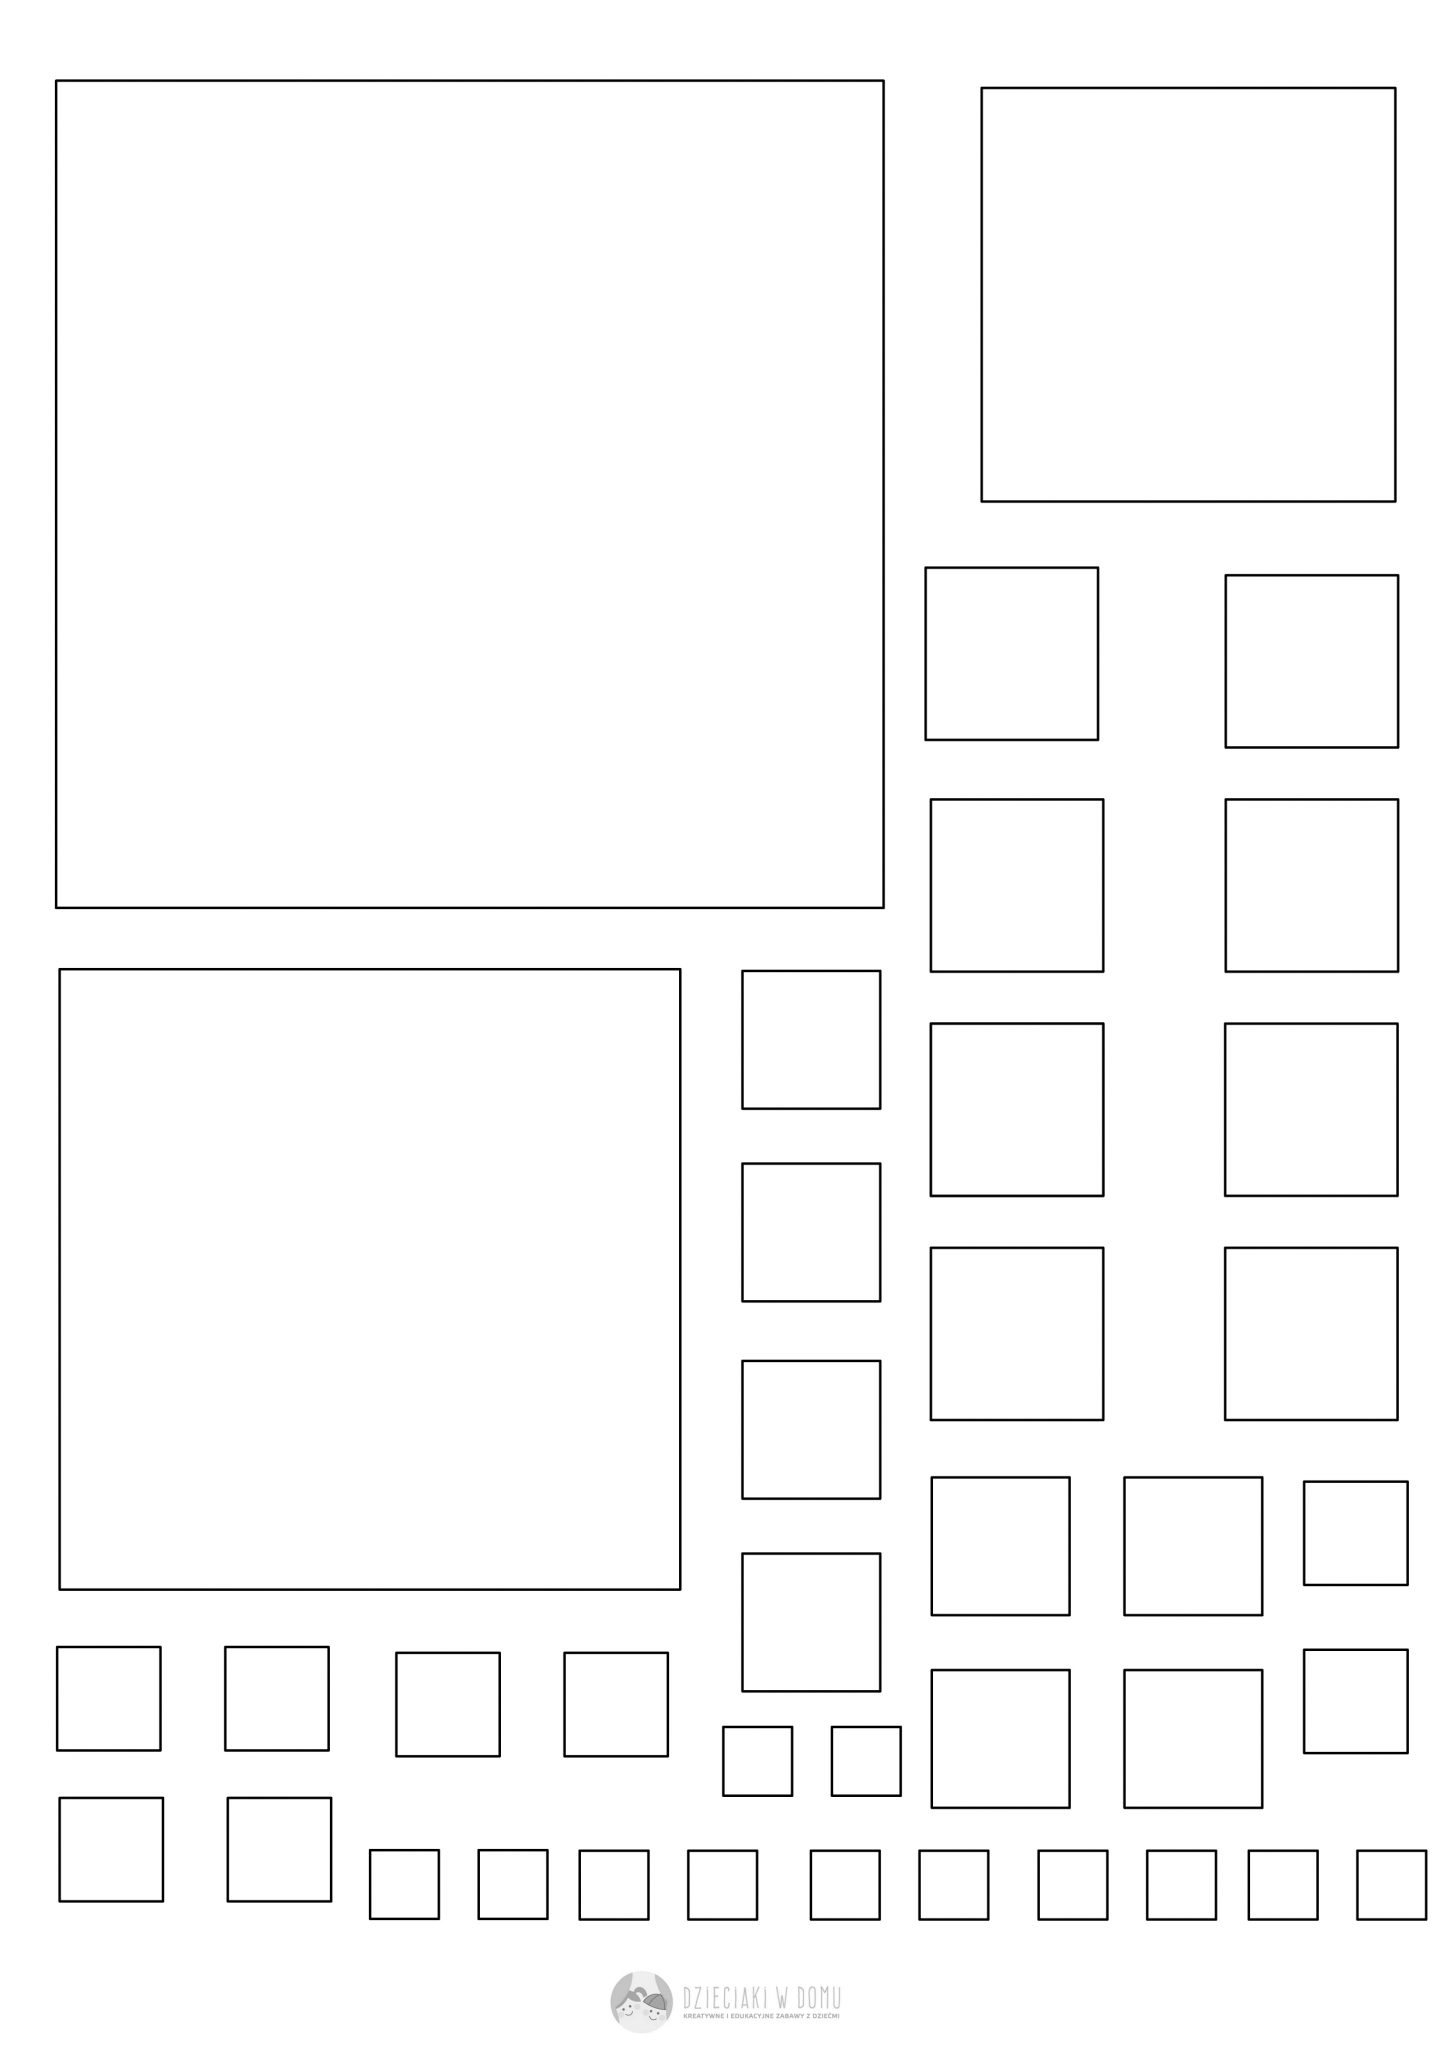 DZIECIAKI W DOMU
KREATYWNE I EDUKACYJNE ZABAWY Z DZIEĆMI